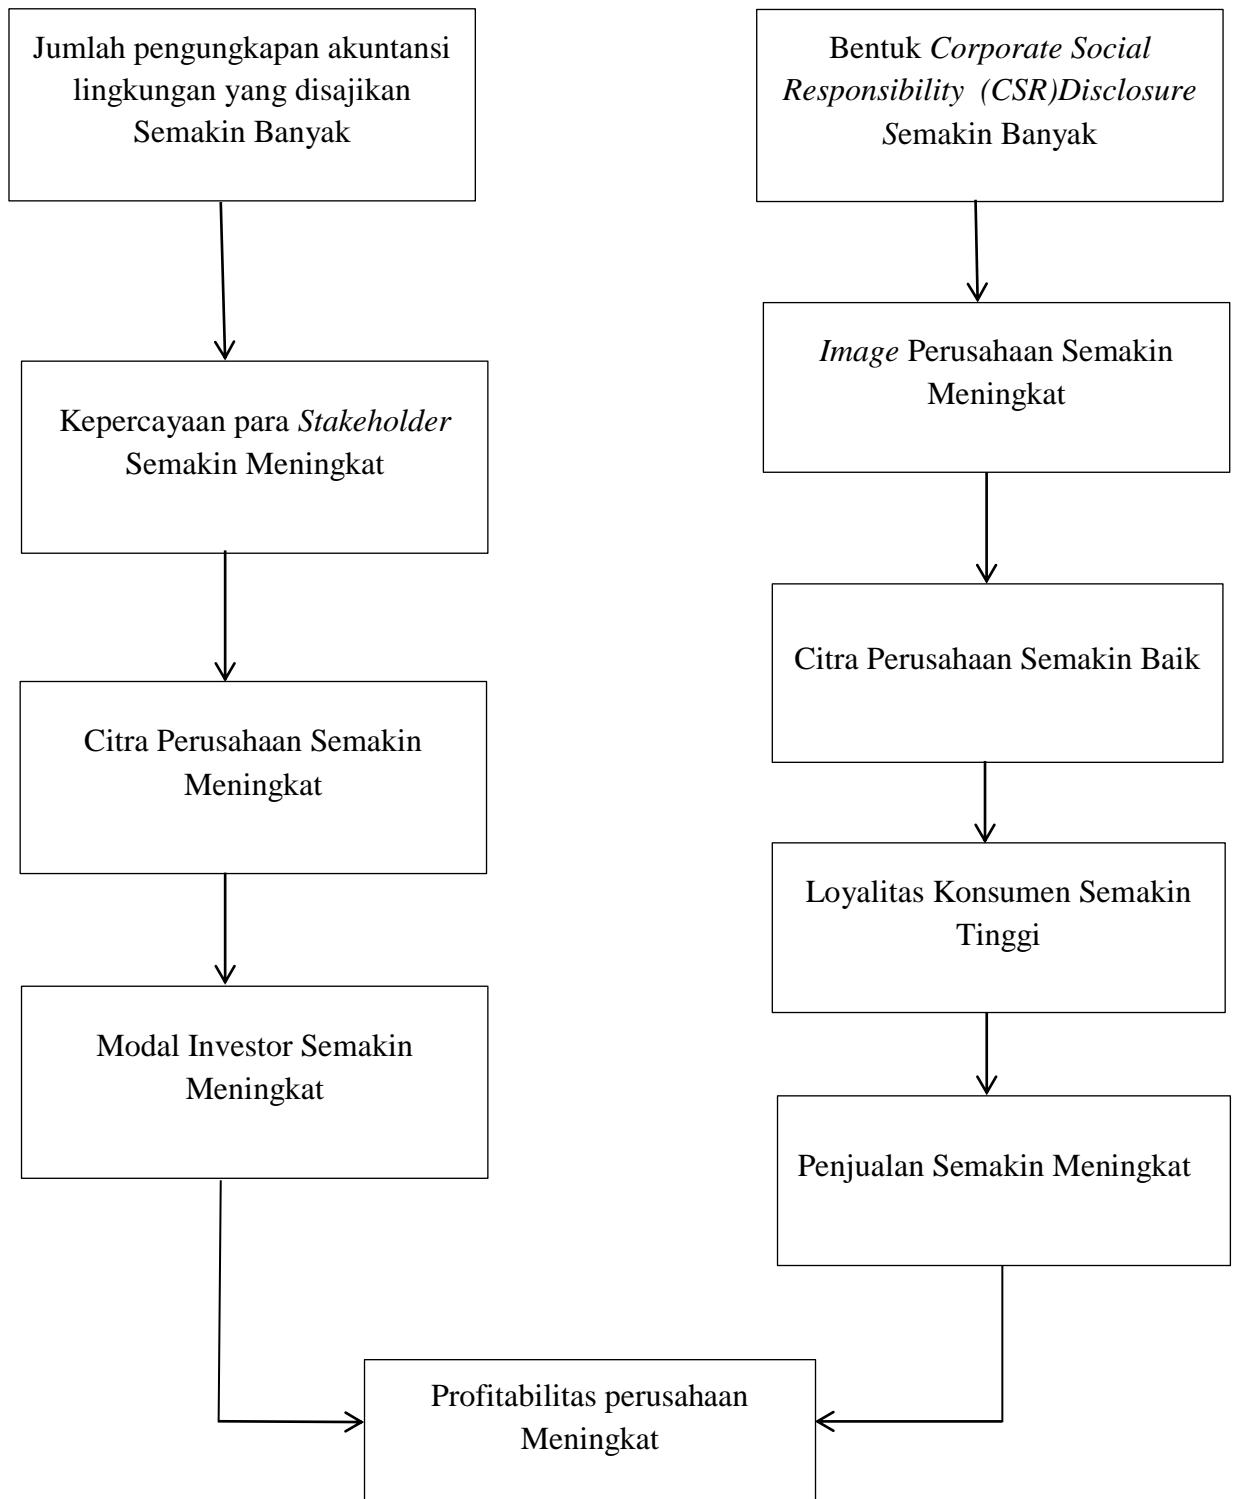 Jumlah pengungkapan akuntansi
lingkungan yang disajikan
Semakin Banyak
Kepercayaan para Stakeholder
Semakin Meningkat
Citra Perusahaan Semakin
Meningkat
Modal Investor Semakin
Meningkat
Bentuk Corporate Social
Responsibility (CSR)Disclosure
Semakin Banyak
Image Perusahaan Semakin
Meningkat
Citra Perusahaan Semakin Baik
Loyalitas Konsumen Semakin
Tinggi
Penjualan Semakin Meningkat
Profitabilitas perusahaan
Meningkat